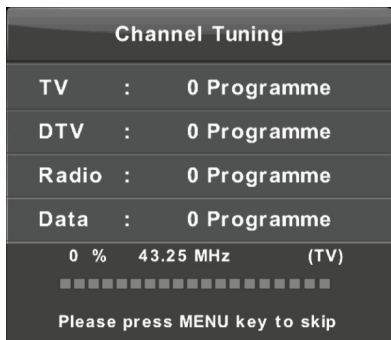 Channel Tuning
TV : 0 Programme
DTV : 0 Programme
Radio : 0 Programme
Data : 0 Programme
0 % 43.25 MHz (TV)
Please press MENU key to skip